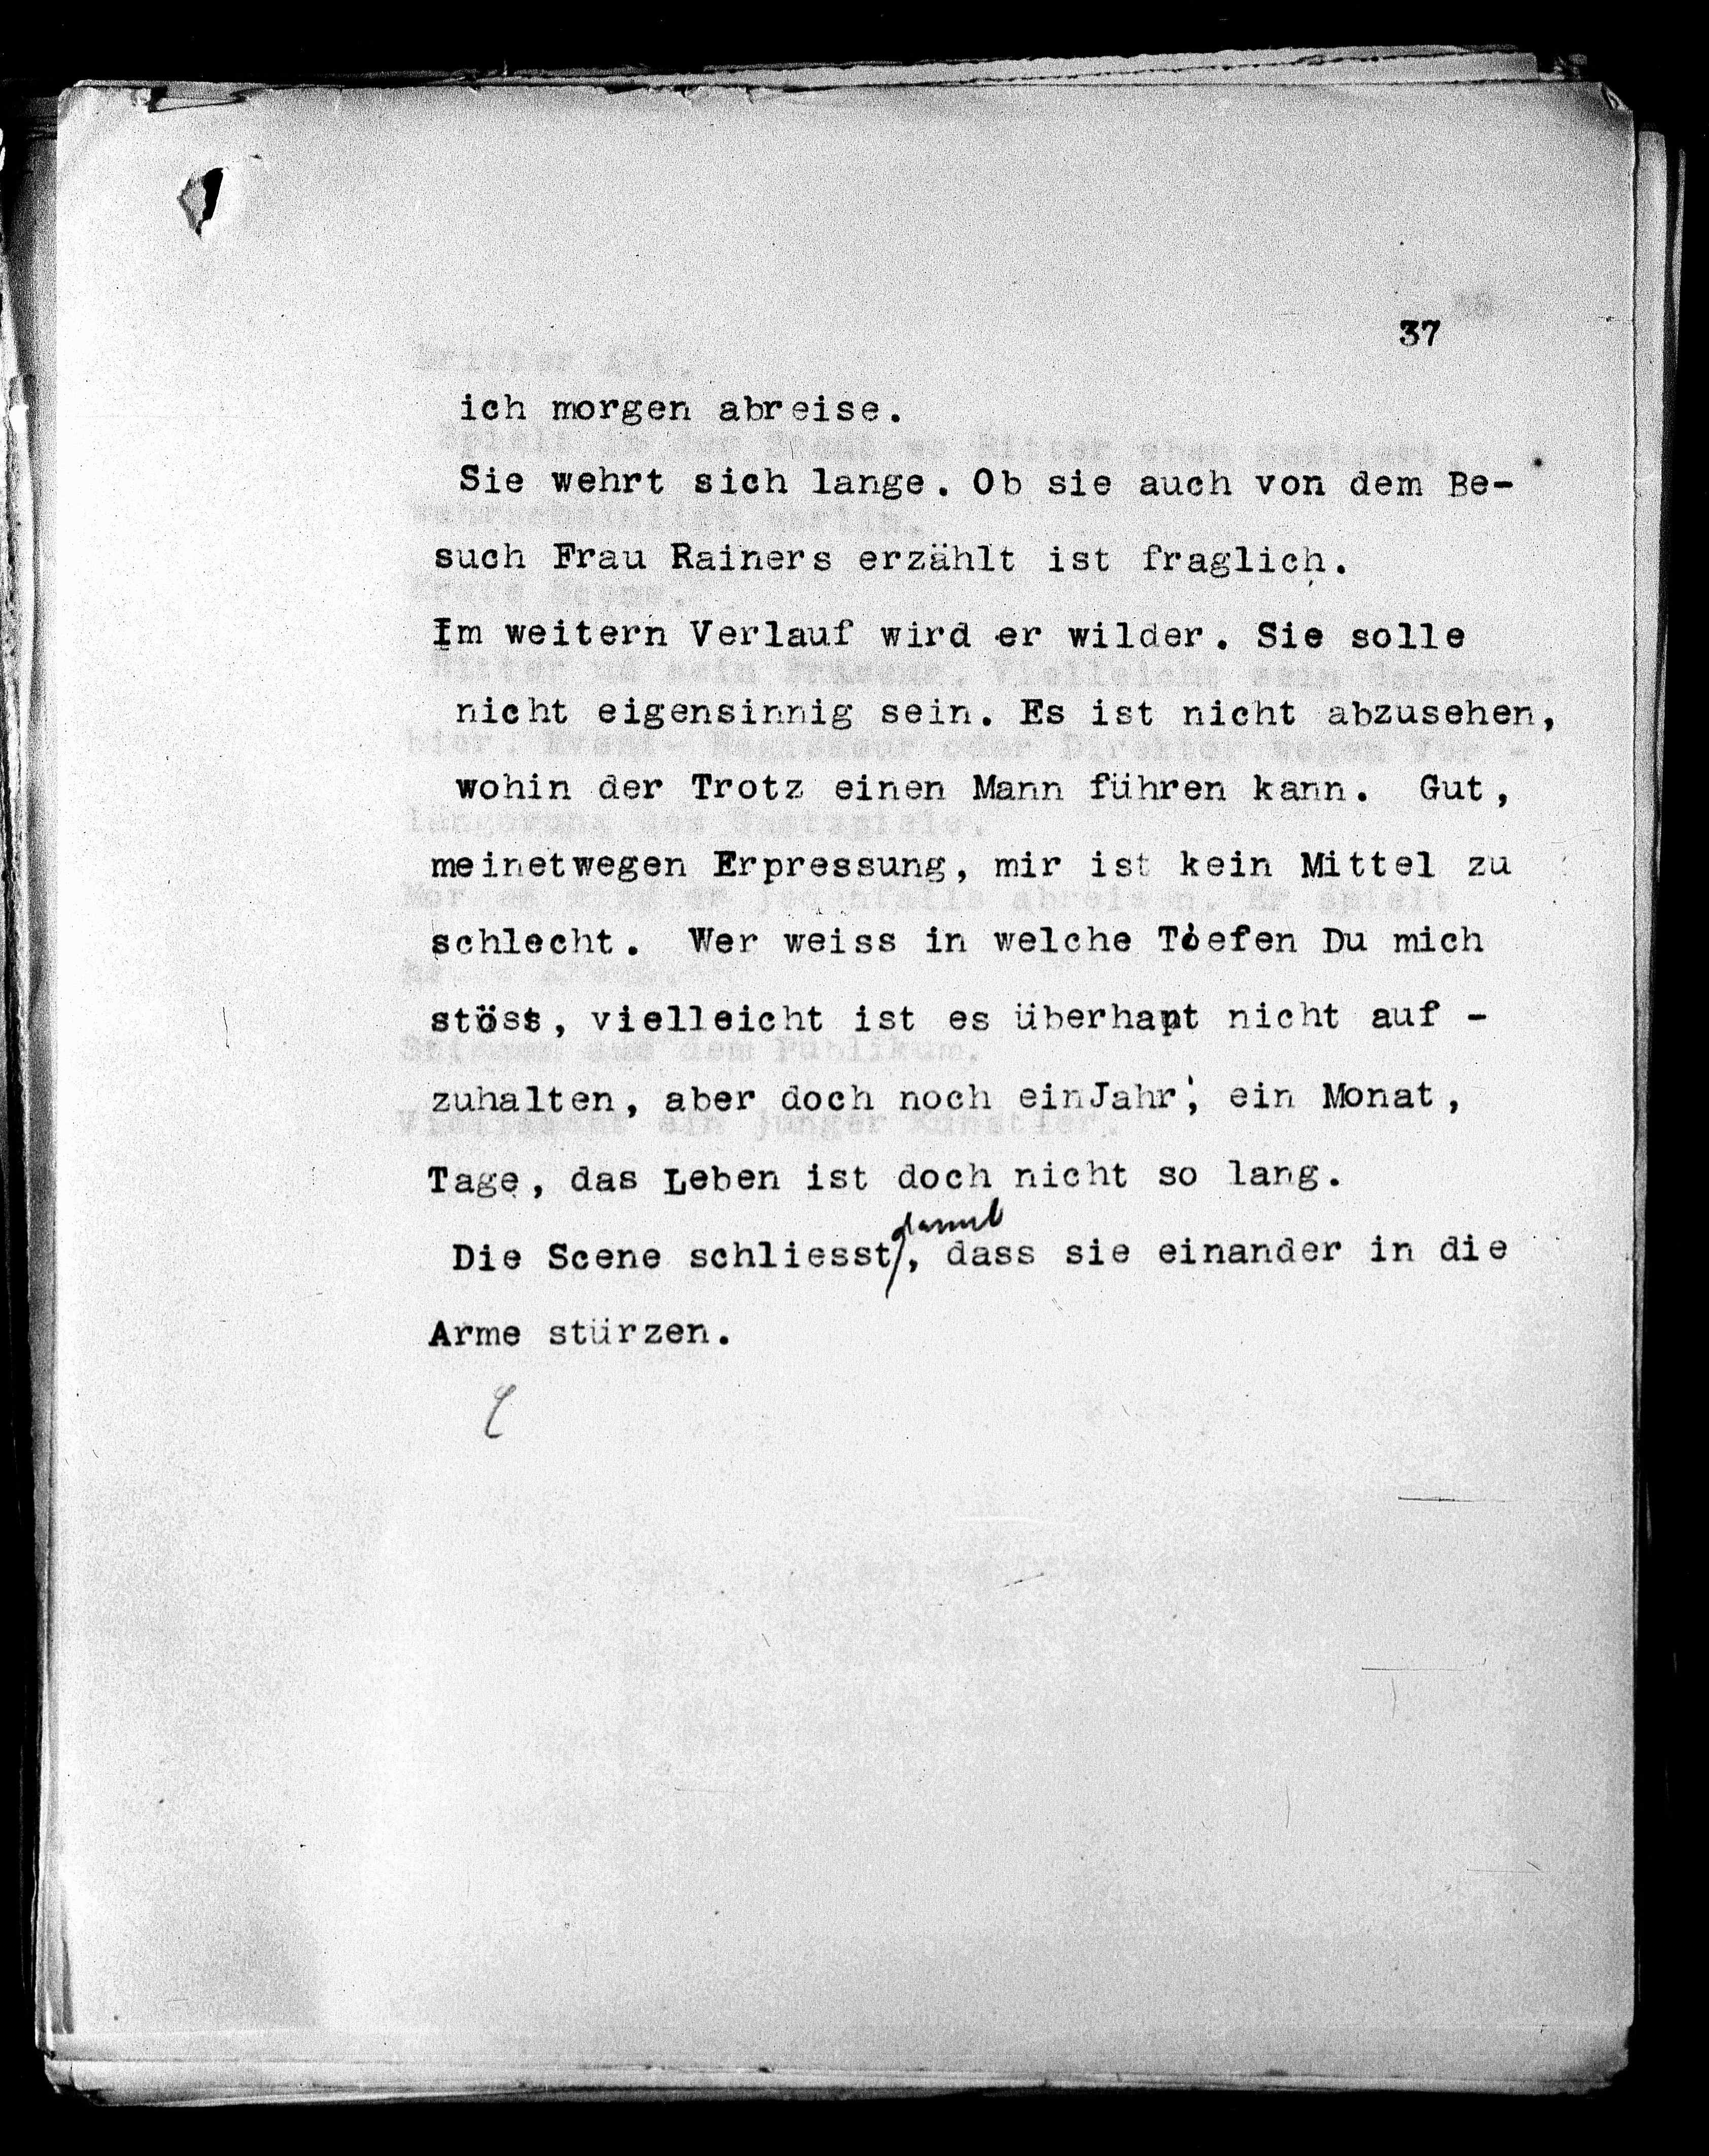 37
ich morgen abreise.
Sie wehrt sich lange. Ob sie auch von dem Be-
such Frau Rainers erzählt ist fraglich.
Im weitern Verlauf wird er wilder. Sie solle
nicht eigensinnig sein. Es ist nicht abzusehen,
wohin der Trotz einen Mann führen kann. Gut,
meinetwegen Erpressung, mir ist kein Mittel zu
schlecht. Wer weiss in welche Tiefen Du mich
stösst, vielleicht ist es überhapt nicht auf -
zuhalten, aber doch noch einJahr, ein Monat,
Tage, das Leben ist doch nicht so lang.
damit
Die Scene schliesst, dass sie einander in die
Arme stürzen.